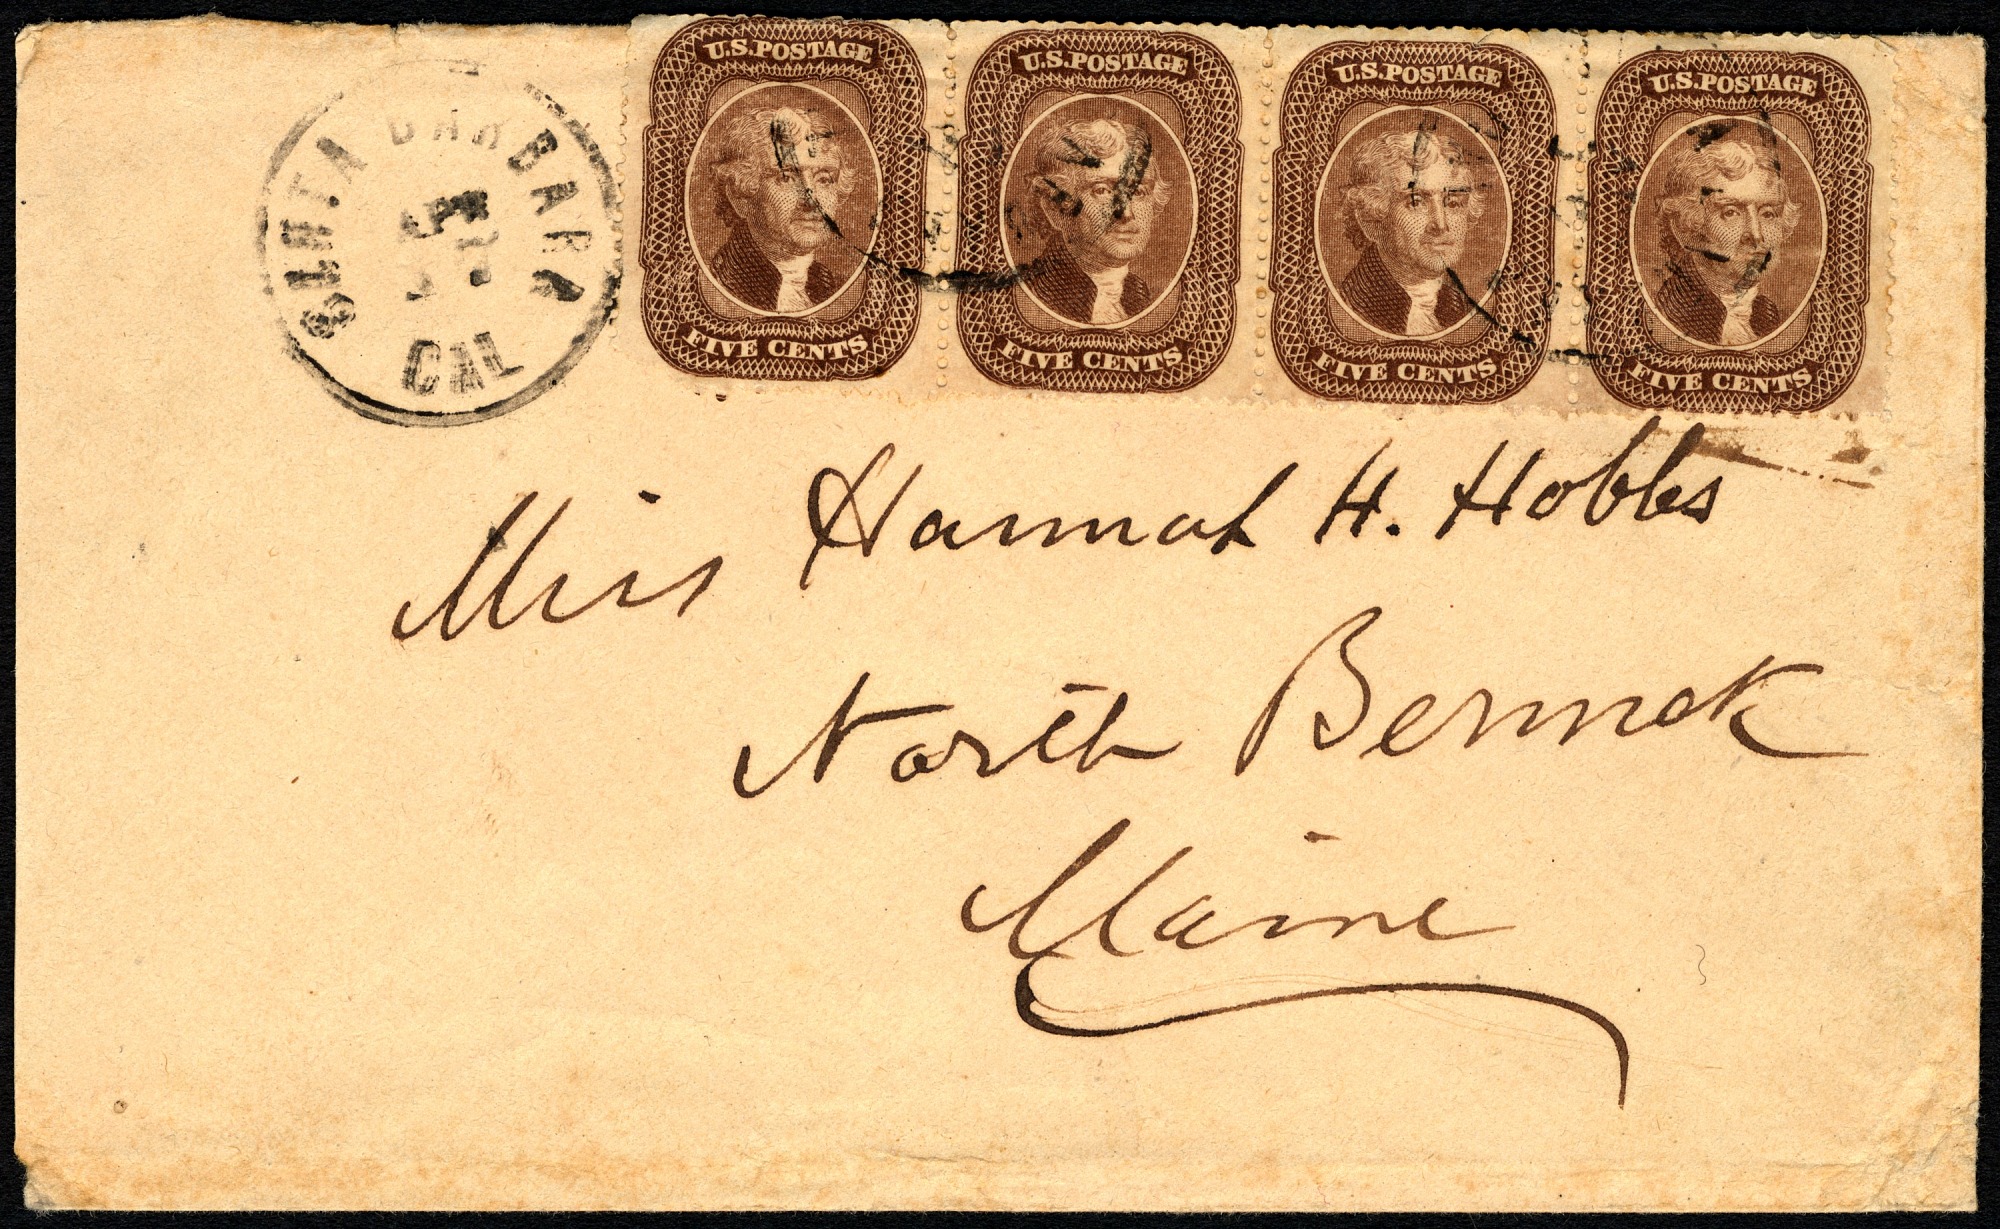 U.S. POSTAGE
FIVE CENTS
U.S. POSTAGE
FIVE CENTS
U.S. POSTAGE
FIVE CENTS
U.S. POSTAGE
FIVE CENTS
SANTA BARBARA
CAL
Miss Hannah H. Hobbs
North Berwick
Maine